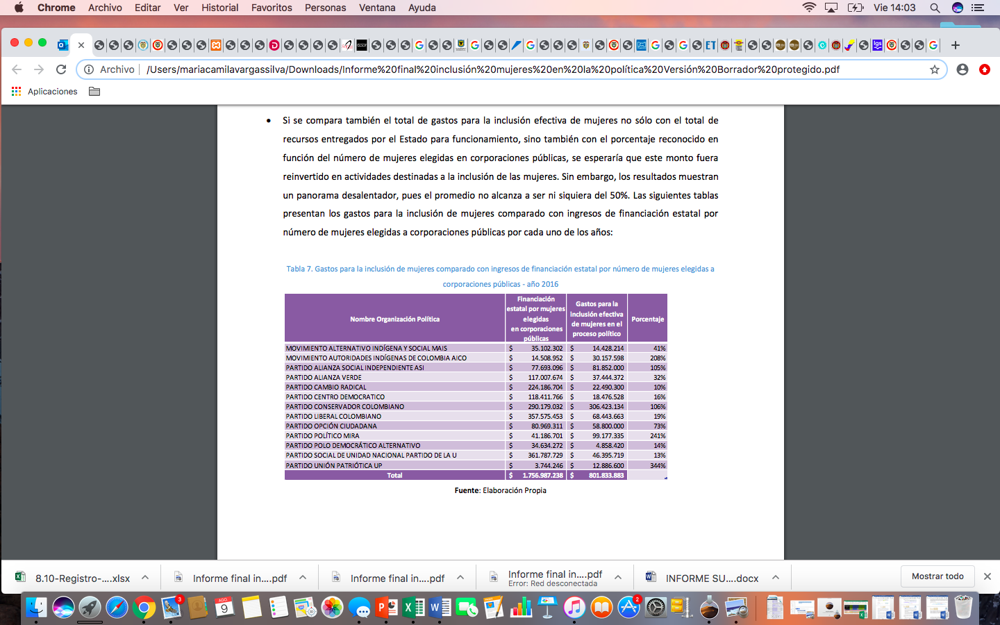 Chrome Archivo Editar Ver Historial Favoritos Personas Ventana Ayuda Vie 14:03
Archivo /Users/mariacamilavargassilva/Downloads/Informe%20final%20inclusión%20mujeres%20en%20la%20política%20Versión%20Borrador%20protegido.pdf
Aplicaciones
• Si se compara también el total de gastos para la inclusión efectiva de mujeres no sólo con el total de
recursos entregados por el Estado para funcionamiento, sino también con el porcentaje reconocido en
función del número de mujeres elegidas en corporaciones públicas, se esperaría que este monto fuera
reinvertido en actividades destinadas a la inclusión de las mujeres. Sin embargo, los resultados muestran
un panorama desalentador, pues el promedio no alcanza a ser ni siquiera del 50%. Las siguientes tablas
presentan los gastos para la inclusión de mujeres comparado con ingresos de financiación estatal por
número de mujeres elegidas a corporaciones públicas por cada uno de los años:
Tabla 7. Gastos para la inclusión de mujeres comparado con ingresos de financiación estatal por número de mujeres elegidas a
corporaciones públicas - año 2016
Nombre Organización Política
Financiación
estatal por mujeres
elegidas
en corporaciones
públicas
Gastos para la
inclusión efectiva
de mujeres en el
proceso político
Porcentaje
MOVIMIENTO ALTERNATIVO INDÍGENA Y SOCIAL MAIS $ 35.102.302 $ 14.428.214 41%
MOVIMIENTO AUTORIDADES INDÍGENAS DE COLOMBIA AICO $ 14.508.952 $ 30.157.598 208%
PARTIDO ALIANZA SOCIAL INDEPENDIENTE ASI $ 77.693.096 $ 81.852.000 105%
PARTIDO ALIANZA VERDE $ 117.007.674 $ 37.444.372 32%
PARTIDO CAMBIO RADICAL $ 224.186.704 $ 22.490.300 10%
PARTIDO CENTRO DEMOCRATICO $ 118.411.766 $ 18.476.528 16%
PARTIDO CONSERVADOR COLOMBIANO $ 290.179.032 $ 306.423.134 106%
PARTIDO LIBERAL COLOMBIANO $ 357.575.453 $ 68.443.663 19%
PARTIDO OPCIÓN CIUDADANA $ 80.969.311 $ 58.800.000 73%
PARTIDO POLÍTICO MIRA $ 41.186.701 $ 99.177.335 241%
PARTIDO POLO DEMOCRÁTICO ALTERNATIVO $ 34.634.272 $ 4.858.420 14%
PARTIDO SOCIAL DE UNIDAD NACIONAL PARTIDO DE LA U $ 361.787.729 $ 46.395.719 13%
PARTIDO UNIÓN PATRIÓTICA UP $ 3.744.246 $ 12.886.600 344%
Total $ 1.756.987.238 $ 801.833.883
Fuente: Elaboración Propia
8.10-Registro-....xlsx
Informe final in....pdf
Informe final in....pdf
Informe final in....pdf
Error: Red desconectada
INFORME SU....docx
Mostrar todo
3
AGO.
9
2